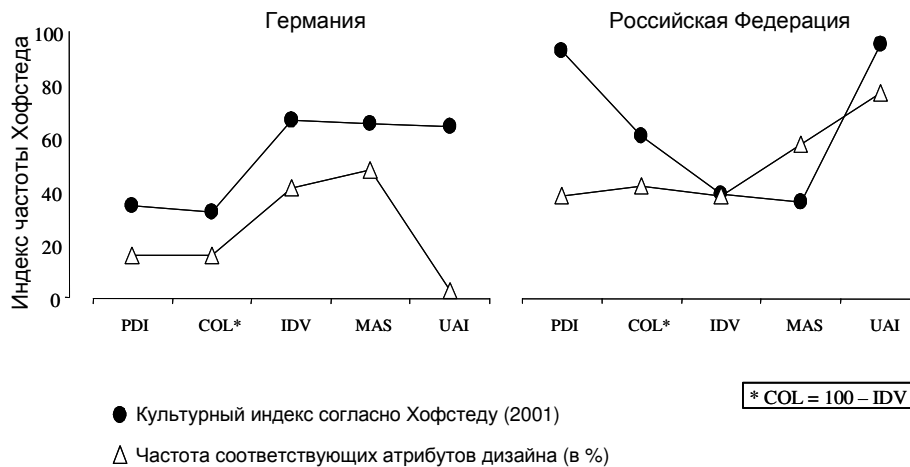 Германия
Российская Федерация
Индекс частоты Хофстеда
100
80
60
40
20
0
PDI COL* IDV MAS UAI
PDI COL* IDV MAS UAI
* COL = 100 – IDV
Культурный индекс согласно Хофстеду (2001)
Частота соответствующих атрибутов дизайна (в %)